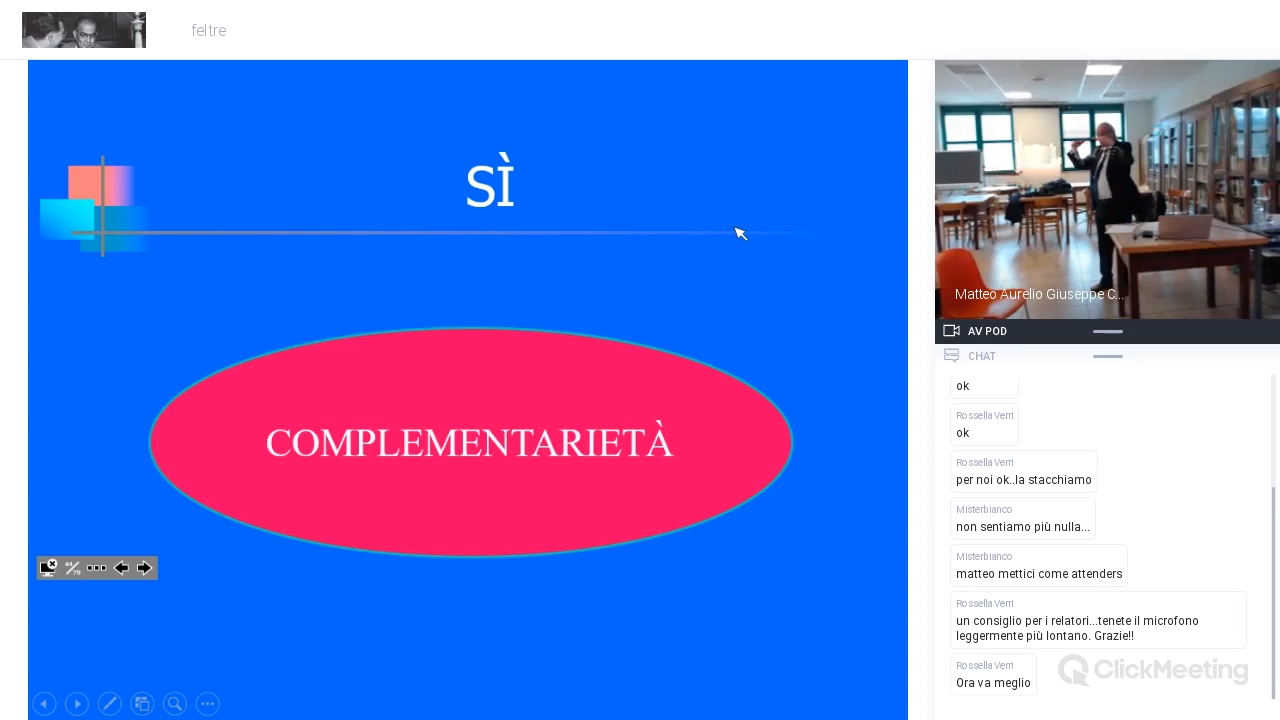 feltre
SÌ
COMPLEMENTARIETÀ
44/79
Matteo Aurelio Giuseppe C...
AV POD
CHAT
ok
Rossella Verri
ok
Rossella Verri
per noi ok..la stacchiamo
Misterbianco
non sentiamo più nulla...
Misterbianco
matteo mettici come attenders
Rossella Verri
un consiglio per i relatori...tenete il microfono
leggermente più lontano. Grazie!!
Rossella Verri
Ora va meglio
ClickMeeting